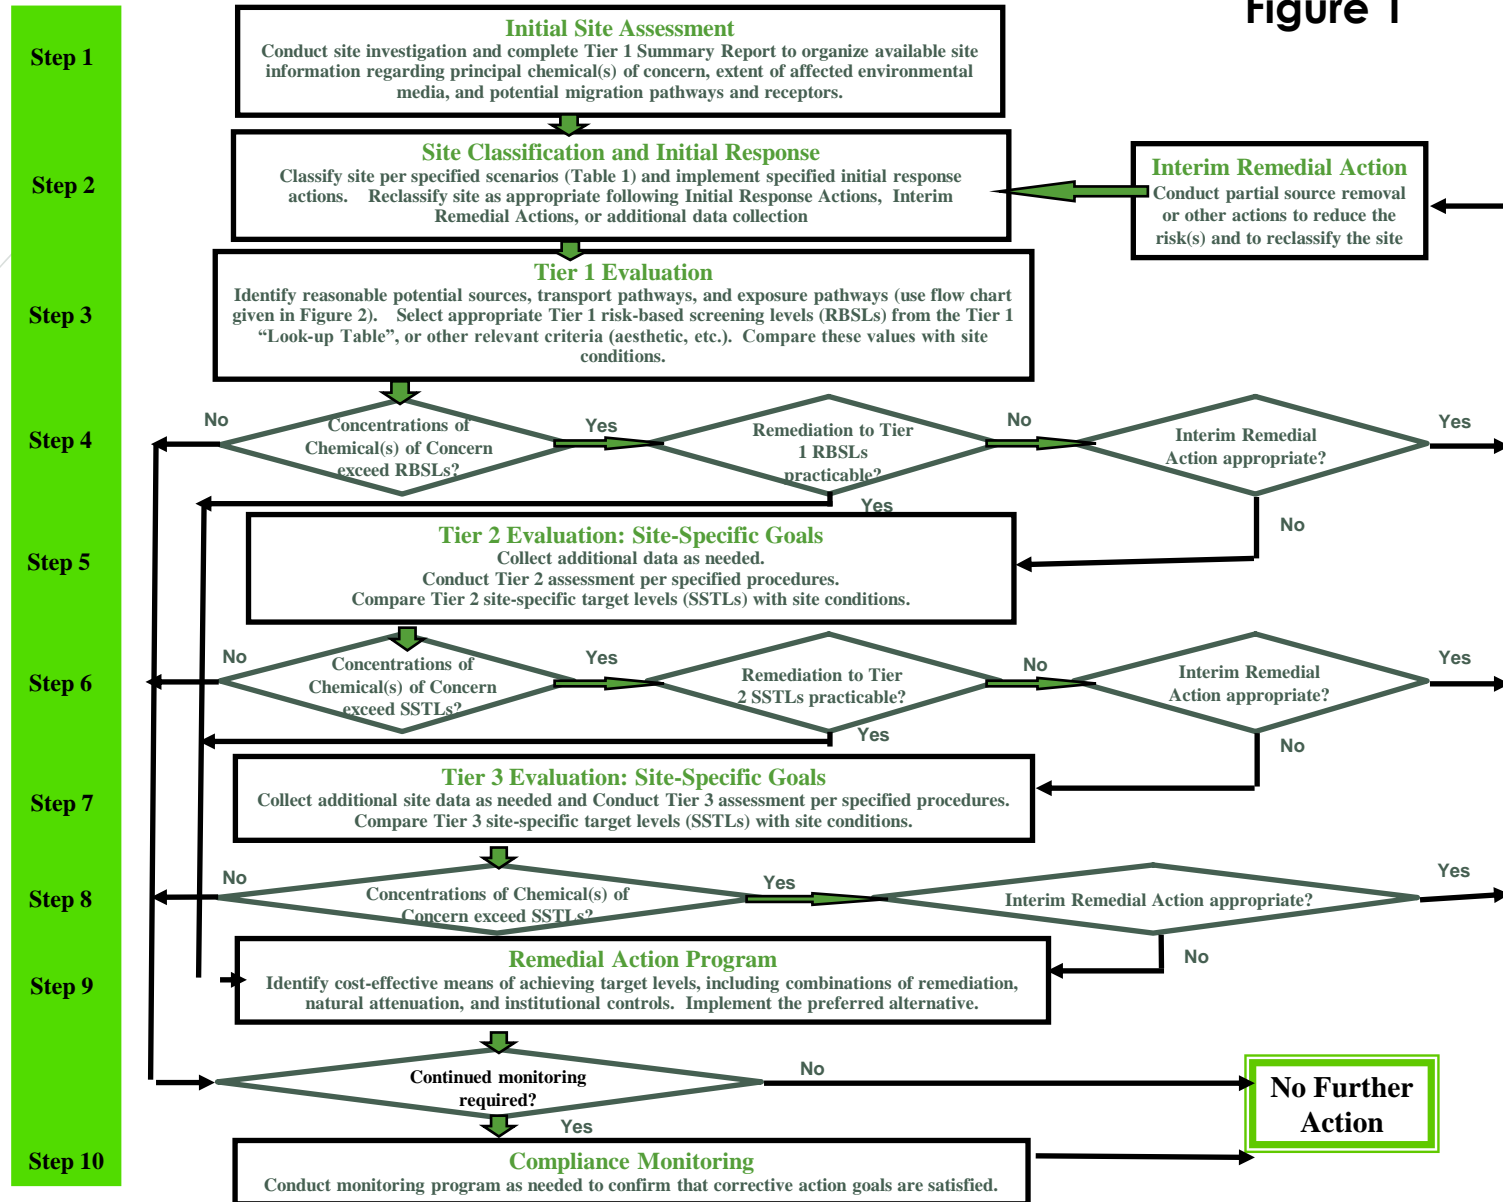 Figure 1
Step 1
Initial Site Assessment
Conduct site investigation and complete Tier 1 Summary Report to organize available site
information regarding principal chemical(s) of concern, extent of affected environmental
media, and potential migration pathways and receptors.
Step 2
Site Classification and Initial Response
Classify site per specified scenarios (Table 1) and implement specified initial response
actions. Reclassify site as appropriate following Initial Response Actions, Interim
Remedial Actions, or additional data collection
Interim Remedial Action
Conduct partial source removal
or other actions to reduce the
risk(s) and to reclassify the site
Step 3
Tier 1 Evaluation
Identify reasonable potential sources, transport pathways, and exposure pathways (use flow chart
given in Figure 2). Select appropriate Tier 1 risk-based screening levels (RBSLs) from the Tier 1
“Look-up Table”, or other relevant criteria (aesthetic, etc.). Compare these values with site
conditions.
Step 4
No
Concentrations of
Chemical(s) of Concern
exceed RBSLs?
Yes
Remediation to Tier
1 RBSLs
practicable?
No
Interim Remedial
Action appropriate?
Yes
Yes
No
Step 5
Tier 2 Evaluation: Site-Specific Goals
Collect additional data as needed.
Conduct Tier 2 assessment per specified procedures.
Compare Tier 2 site-specific target levels (SSTLs) with site conditions.
Step 6
No
Concentrations of
Chemical(s) of Concern
exceed SSTLs?
Yes
Remediation to Tier
2 SSTLs practicable?
No
Interim Remedial
Action appropriate?
Yes
Yes
No
Step 7
Tier 3 Evaluation: Site-Specific Goals
Collect additional site data as needed and Conduct Tier 3 assessment per specified procedures.
Compare Tier 3 site-specific target levels (SSTLs) with site conditions.
Step 8
No
Concentrations of Chemical(s) of
Concern exceed SSTLs?
Yes
Interim Remedial Action appropriate?
Yes
No
Step 9
Remedial Action Program
Identify cost-effective means of achieving target levels, including combinations of remediation,
natural attenuation, and institutional controls. Implement the preferred alternative.
Continued monitoring
required?
No
Yes
No Further
Action
Step 10
Compliance Monitoring
Conduct monitoring program as needed to confirm that corrective action goals are satisfied.